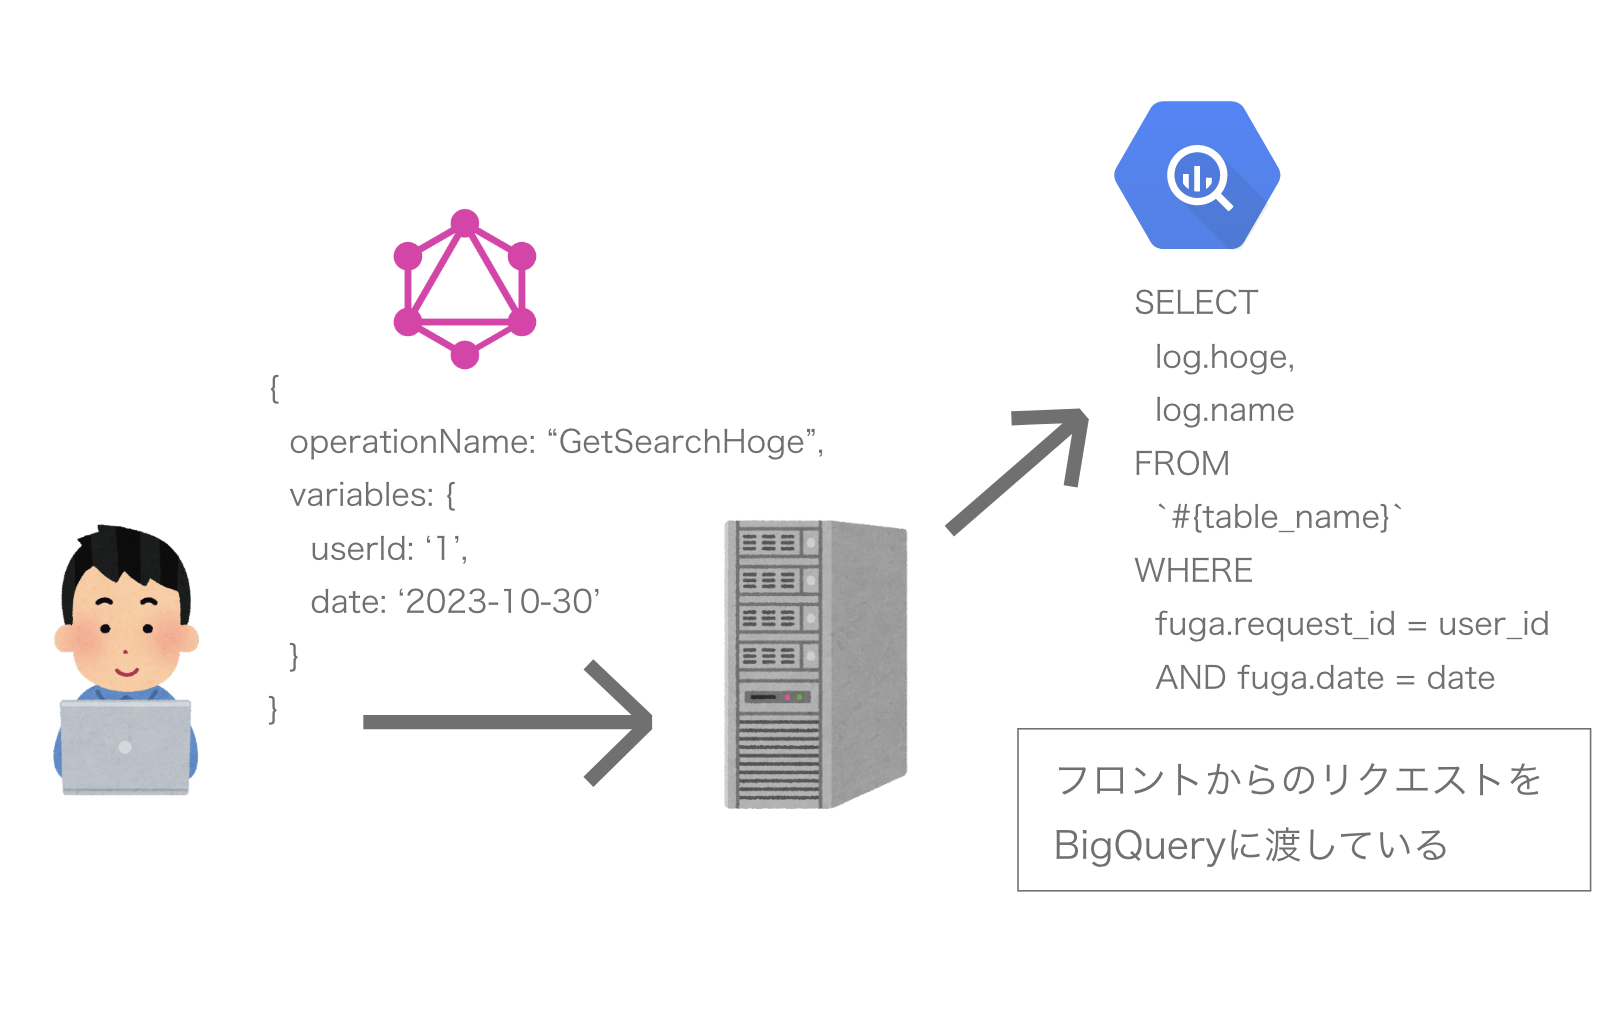 {
operationName: “GetSearchHoge”,
variables: {
userId: ‘1’,
date: ‘2023-10-30’
}
}
SELECT
log.hoge,
log.name
FROM
`#{table_name}`
WHERE
fuga.request_id = user_id
AND fuga.date = date
フロントからのリクエストを
BigQueryに渡している